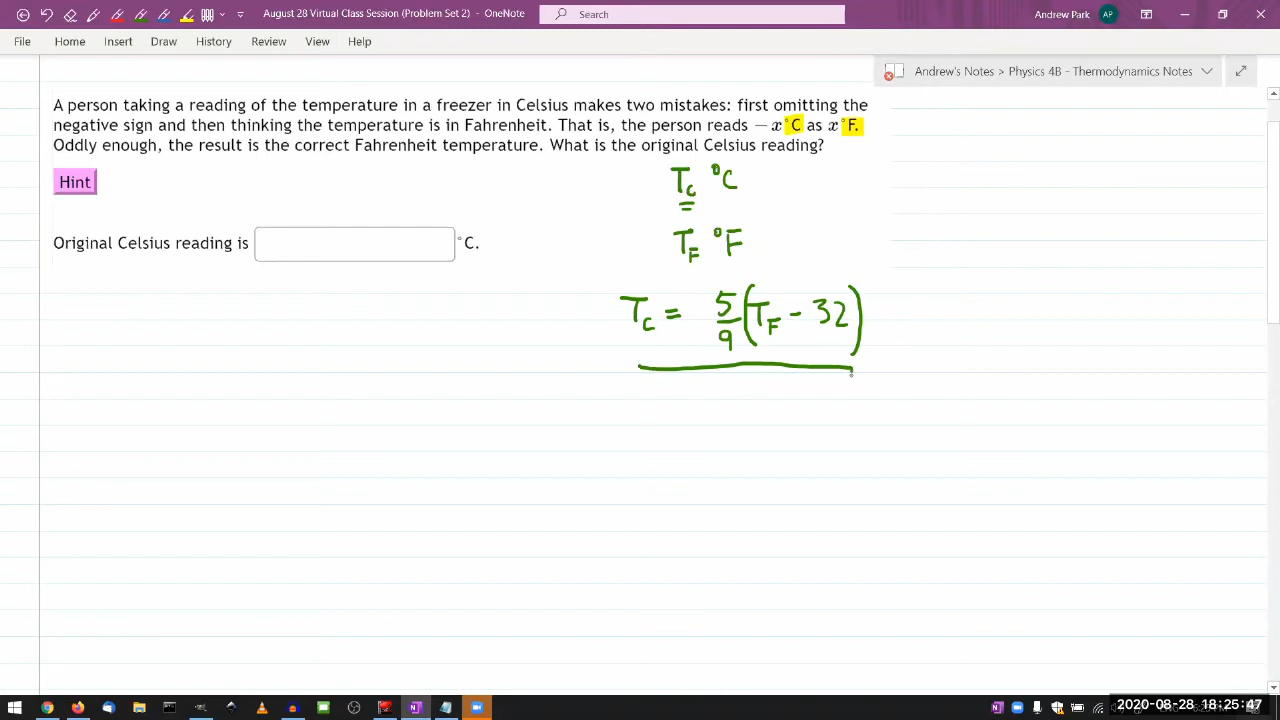 August 28 Virtual Class Session (Problem Set 2) - OneNote
Search
Andrew Park
AP
File Home Insert Draw History Review View Help
Andrew's Notes > Physics 4B - Thermodynamics Notes
A person taking a reading of the temperature in a freezer in Celsius makes two mistakes: first omitting the
negative sign and then thinking the temperature is in Fahrenheit. That is, the person reads −x°C as x°F.
Oddly enough, the result is the correct Fahrenheit temperature. What is the original Celsius reading?
Hint
T_C °C
T_F °F
Original Celsius reading is °C.
T_C = 5/9 (T_F - 32)
2020-08-28 18:25:47